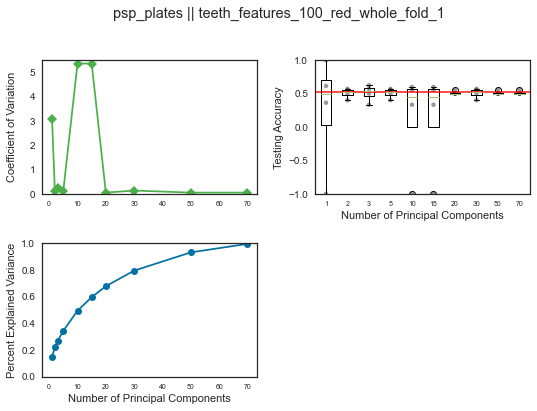 psp_plates || teeth_features_100_red_whole_fold_1
Coefficient of Variation
5
4
3
2
1
0
0 10 20 30 40 50 60 70
Testing Accuracy
1.0
0.5
0.0
−0.5
−1.0
1 2 3 5 10 15 20 30 50 70
Number of Principal Components
Percent Explained Variance
1.0
0.8
0.6
0.4
0.2
0.0
0 10 20 30 40 50 60 70
Number of Principal Components